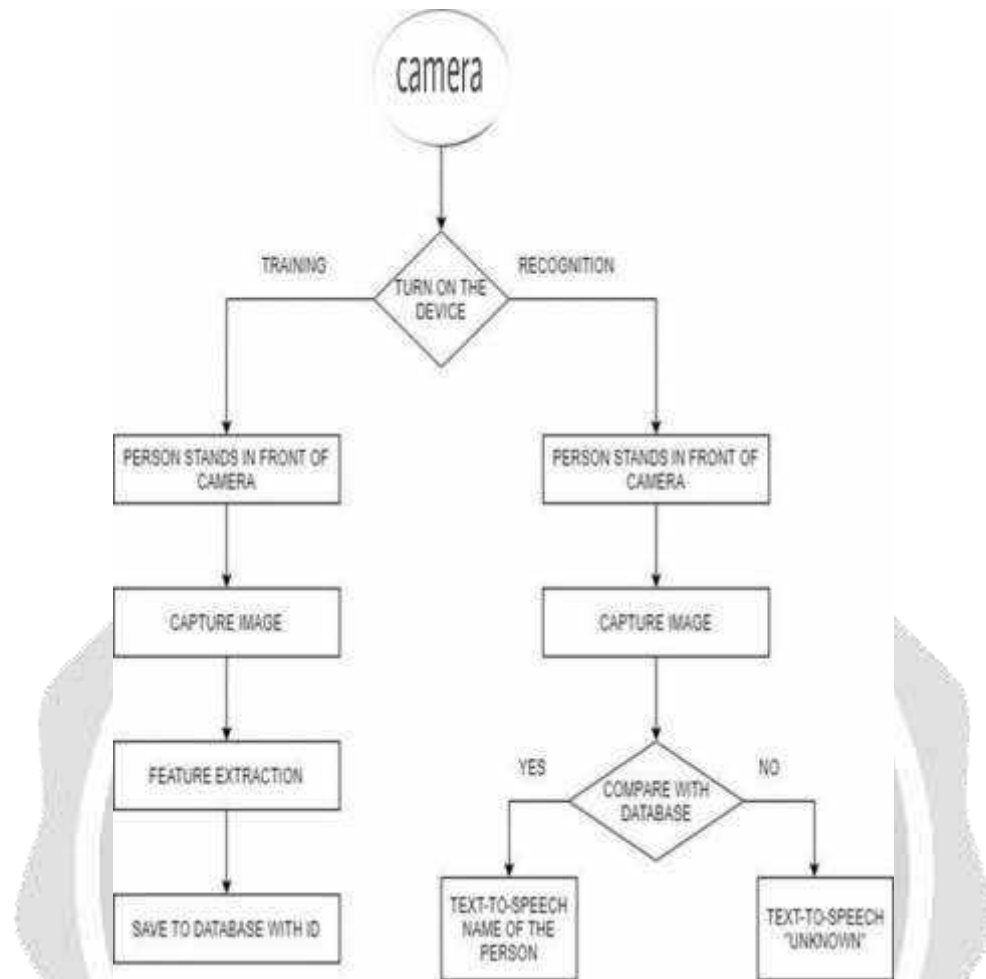 camera
TRAINING
RECOGNITION
TURN ON THE
DEVICE
PERSON STANDS IN FRONT OF
CAMERA
PERSON STANDS IN FRONT OF
CAMERA
CAPTURE IMAGE
CAPTURE IMAGE
FEATURE EXTRACTION
YES
NO
COMPARE WITH
DATABASE
SAVE TO DATABASE WITH ID
TEXT-TO-SPEECH
NAME OF THE
PERSON
TEXT-TO-SPEECH
"UNKNOWN"